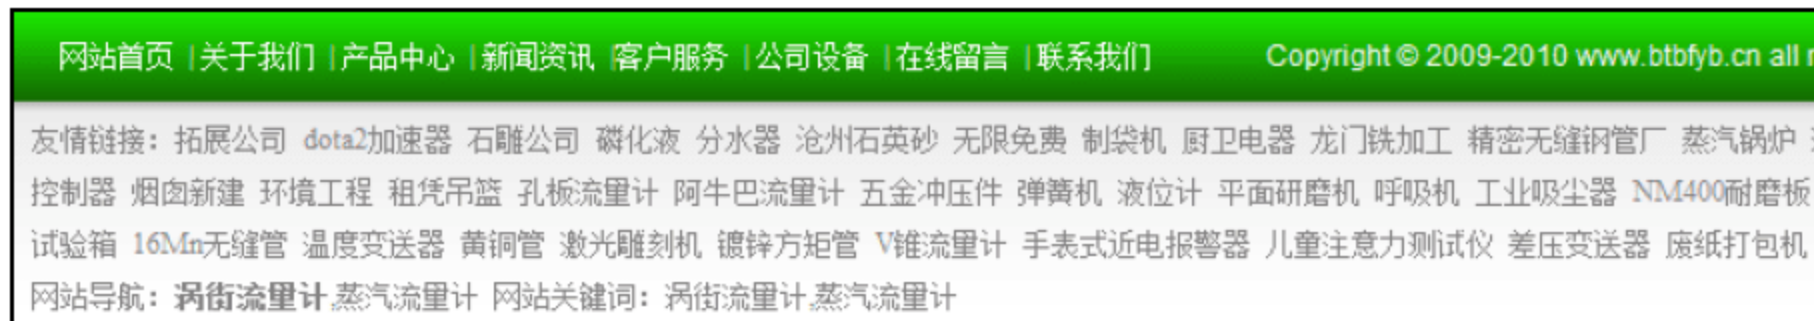 网站首页 | 关于我们 | 产品中心 | 新闻资讯 | 客户服务 | 公司设备 | 在线留言 | 联系我们 Copyright © 2009-2010 www.btbfyb.cn all
友情链接：拓展公司 dota2加速器 石雕公司 磷化液 分水器 沧州石英砂 无限免费 制袋机 厨卫电器 龙门铣加工 精密无缝钢管厂 蒸汽锅炉
控制器 烟囱新建 环境工程 租凭吊篮 孔板流量计 阿牛巴流量计 五金冲压件 弹簧机 液位计 平面研磨机 呼吸机 工业吸尘器 NM400耐磨板
试验箱 16Mn无缝管 温度变送器 黄铜管 激光雕刻机 镀锌方矩管 V锥流量计 手表式近电报警器 儿童注意力测试仪 差压变送器 废纸打包机
网站导航：涡街流量计,蒸汽流量计 网站关键词：涡街流量计,蒸汽流量计